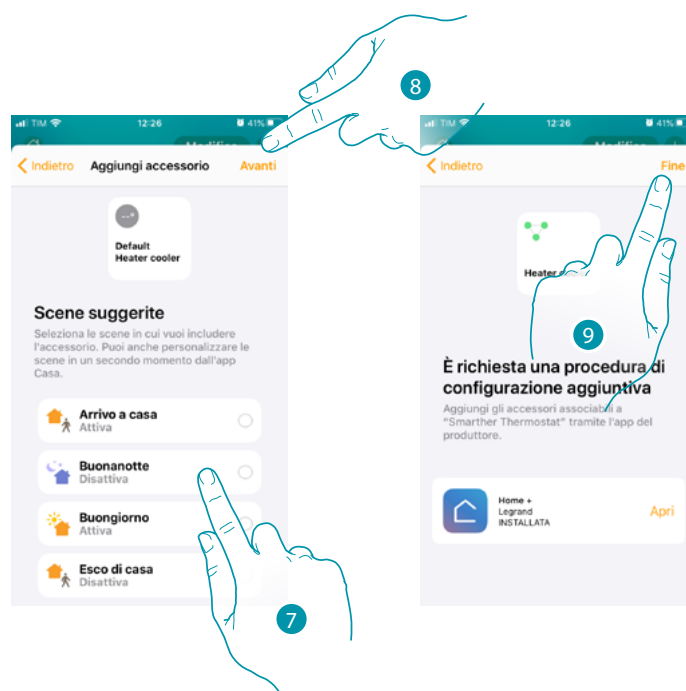 8
TIM 12:26 41%
Indietro Aggiungi accessorio Avanti
--°
Default
Heater cooler
Scene suggerite
Seleziona le scene in cui vuoi includere
l'accessorio. Puoi anche personalizzare le
scene in un secondo momento dall'app
Casa.
Arrivo a casa
Attiva
Buonanotte
Disattiva
Buongiorno
Attiva
Esco di casa
Disattiva
7
TIM 12:26 41%
Indietro Fine
Heater
9
È richiesta una procedura di
configurazione aggiuntiva
Aggiungi gli accessori associabili a
"Smarther Thermostat" tramite l'app del
produttore.
Home +
Legrand
INSTALLATA
Apri